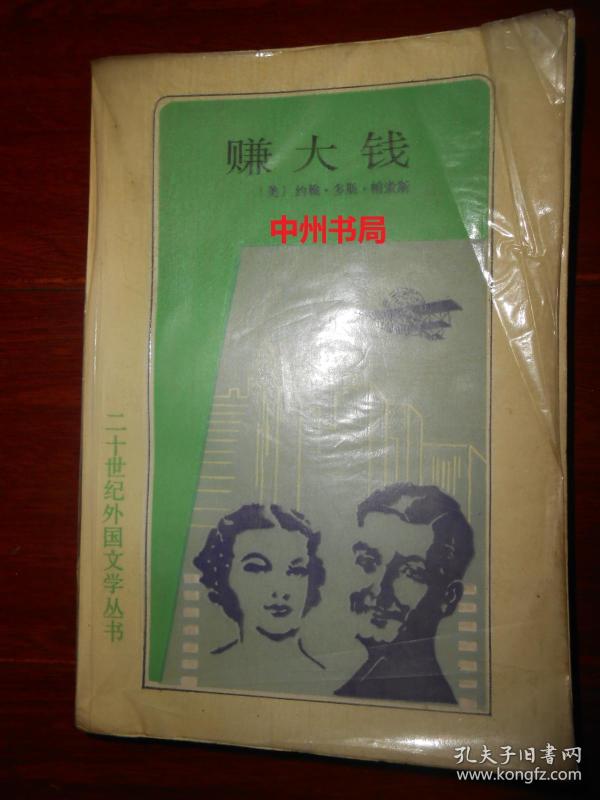 赚大钱
〔美〕约翰·多斯·帕索斯
中州书局
二十世纪外国文学丛书
孔夫子旧书网
www.kongfz.com